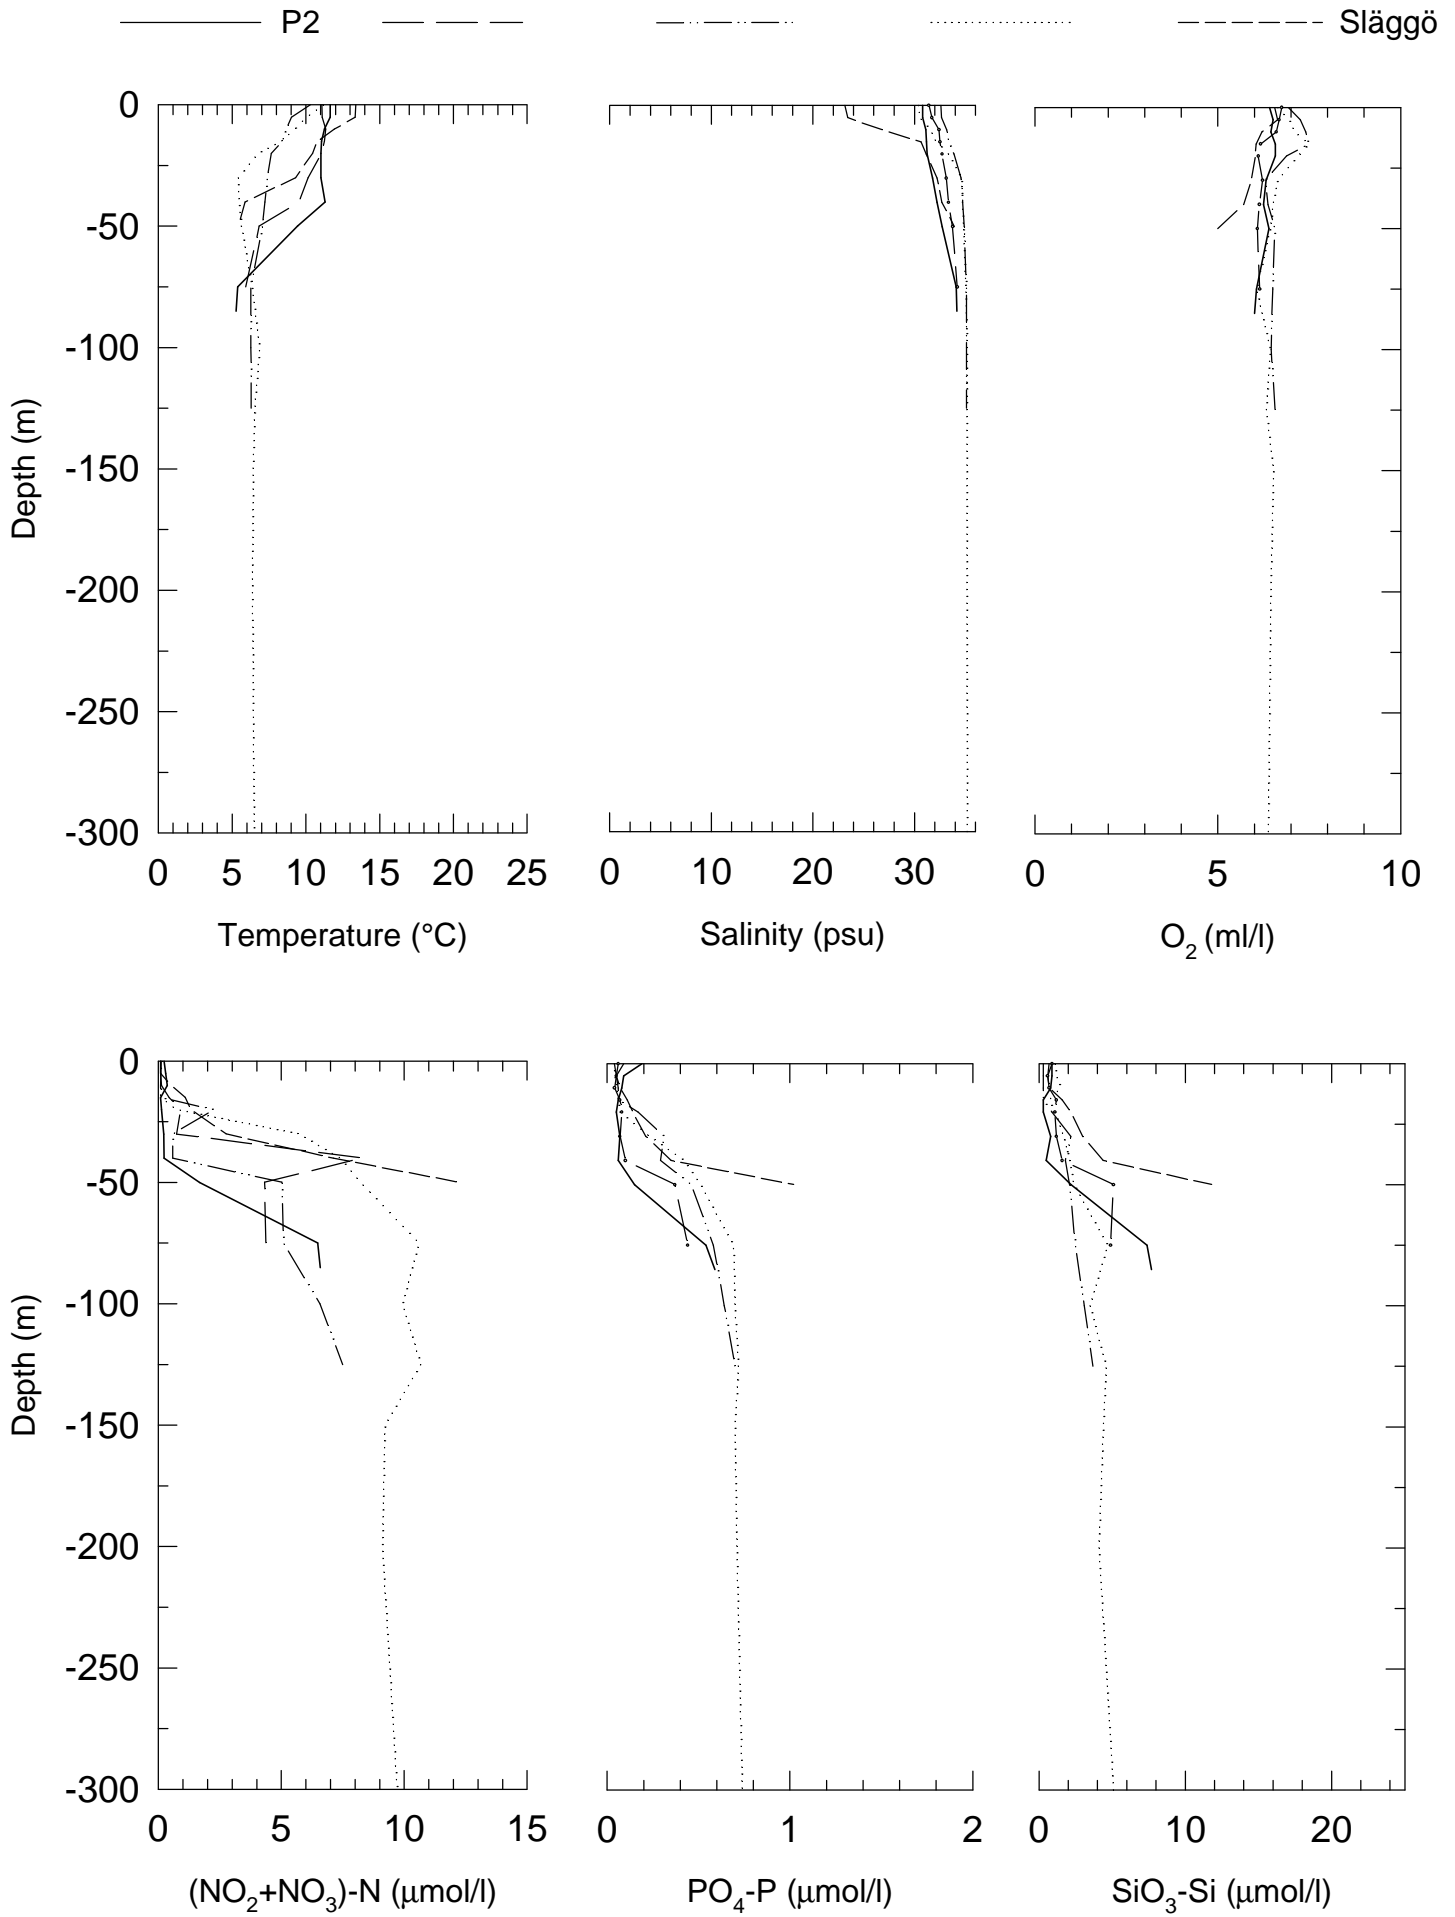 P2 Släggö
0
-50
-100
-150
-200
-250
-300
Depth (m)
0 5 10 15 20 25
0 10 20 30
0 5 10
Temperature (°C) Salinity (psu) O2 (ml/l)
0
-50
-100
-150
-200
-250
-300
Depth (m)
0 5 10 15
0 1 2
0 10 20
(NO2+NO3)-N (µmol/l) PO4-P (µmol/l) SiO3-Si (µmol/l)